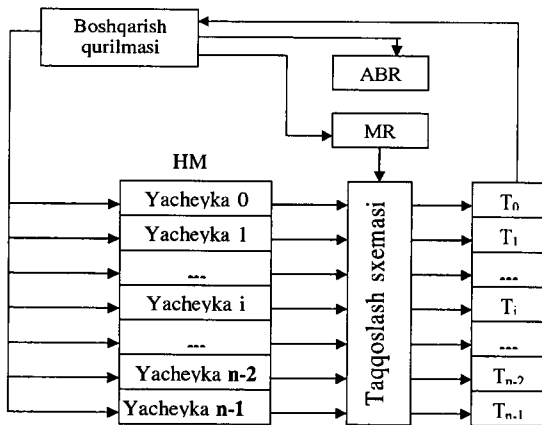 Boshqarish
qurilmasi
ABR
MR
HM
Yacheyka 0
Yacheyka 1
...
Yacheyka i
...
Yacheyka n-2
Yacheyka n-1
Taqqoslash sxemasi
T₀
T₁
...
Tᵢ
...
Tₙ₋₂
Tₙ₋₁